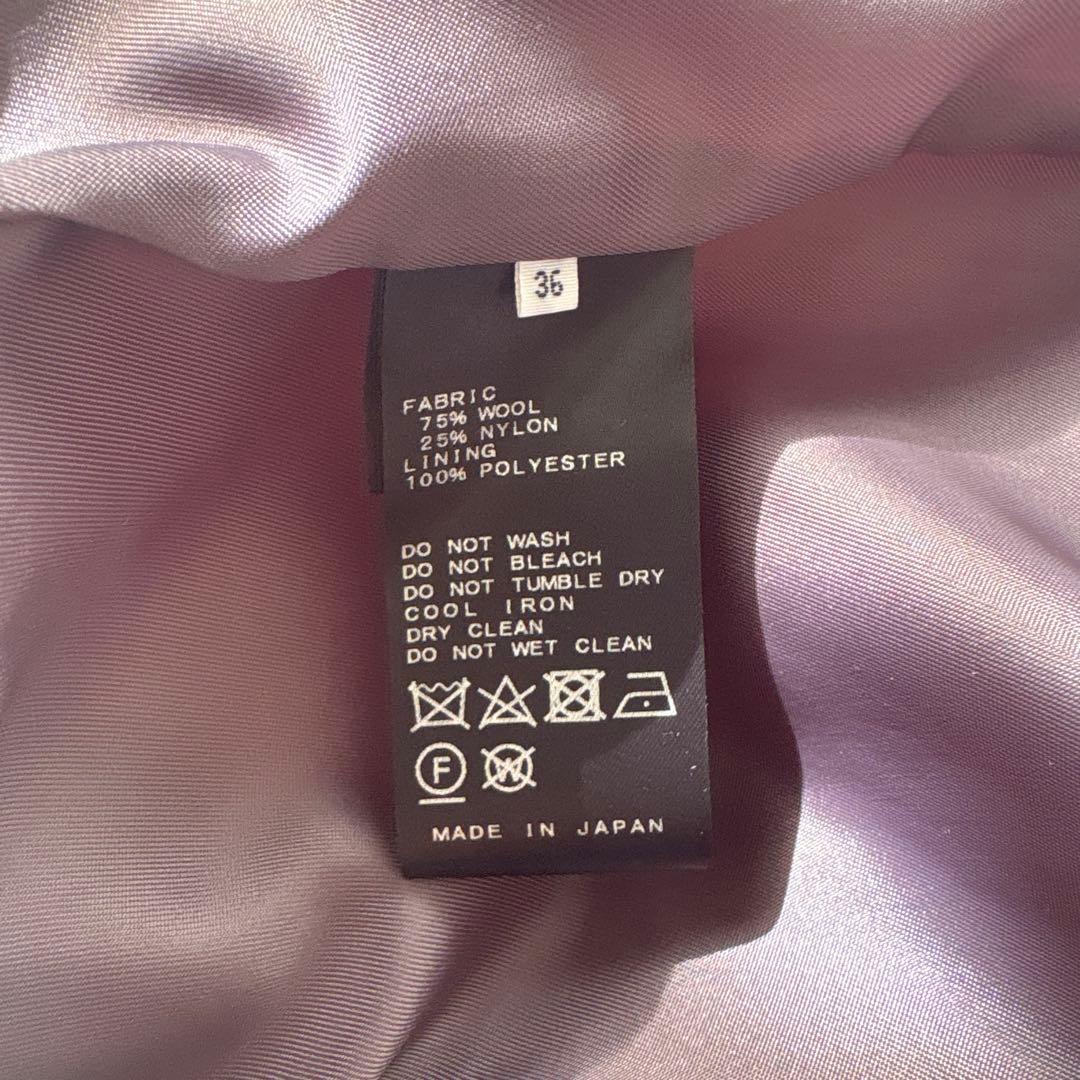 36
FABRIC
75% WOOL
25% NYLON
LINING
100% POLYESTER
DO NOT WASH
DO NOT BLEACH
DO NOT TUMBLE DRY
COOL IRON
DRY CLEAN
DO NOT WET CLEAN
F W
MADE IN JAPAN